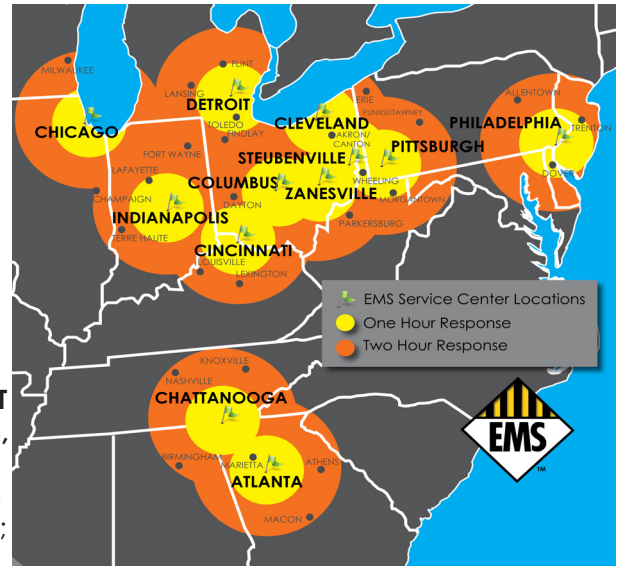 FLINT
MILWAUKEE
LANSING
DETROIT
ERIE
ALLENTOWN
PUNXSUTAWNEY
CHICAGO
TOLEDO
CLEVELAND
PHILADELPHIA
TRENTON
FINDLAY
AKRON/
CANTON
FORT WAYNE
STEUBENVILLE
PITTSBURGH
LAFAYETTE
COLUMBUS
WHEELING
DOVER
CHAMPAIGN
DAYTON
ZANESVILLE
MORGANTOWN
INDIANAPOLIS
PARKERSBURG
TERRE HAUTE
CINCINNATI
LOUISVILLE
LEXINGTON
EMS Service Center Locations
One Hour Response
Two Hour Response
KNOXVILLE
NASHVILLE
CHATTANOOGA
T
,
EMS
TM
BIRMINGHAM
MARIETTA
ATHENS
ATLANTA
MACON
;